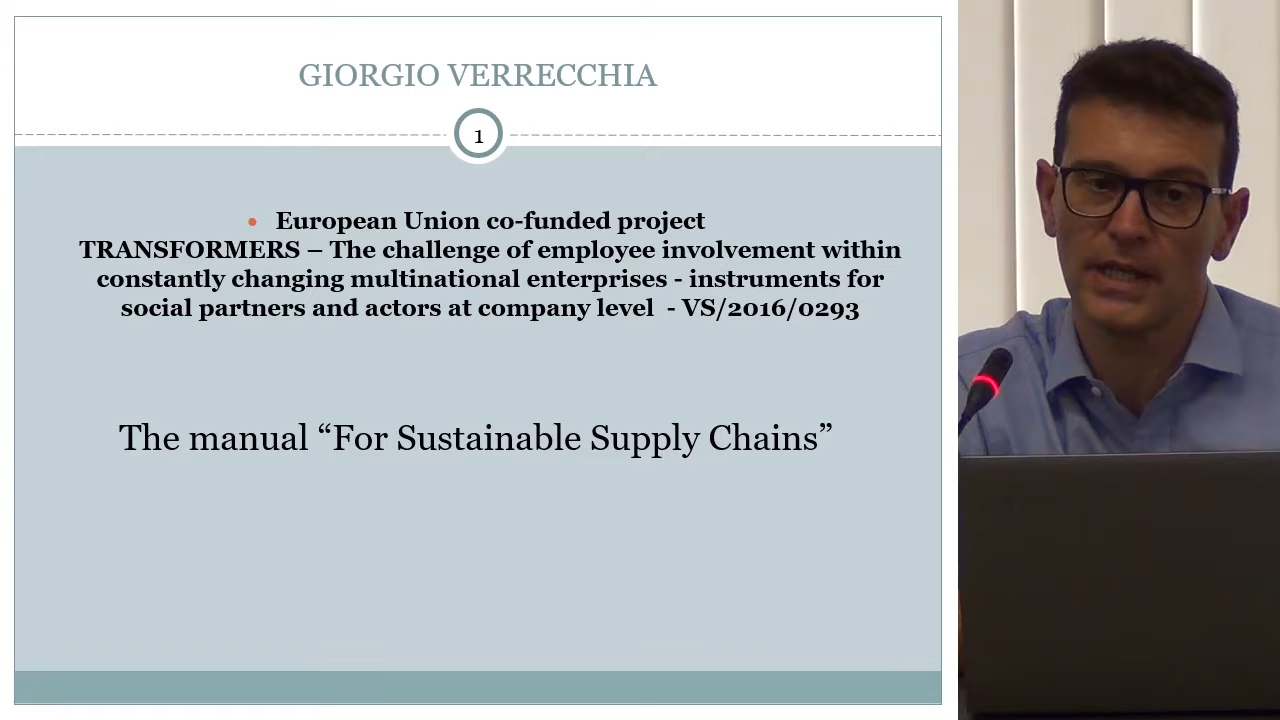 GIORGIO VERRECCHIA
1
• European Union co-funded project
TRANSFORMERS – The challenge of employee involvement within
constantly changing multinational enterprises - instruments for
social partners and actors at company level - VS/2016/0293
The manual “For Sustainable Supply Chains”